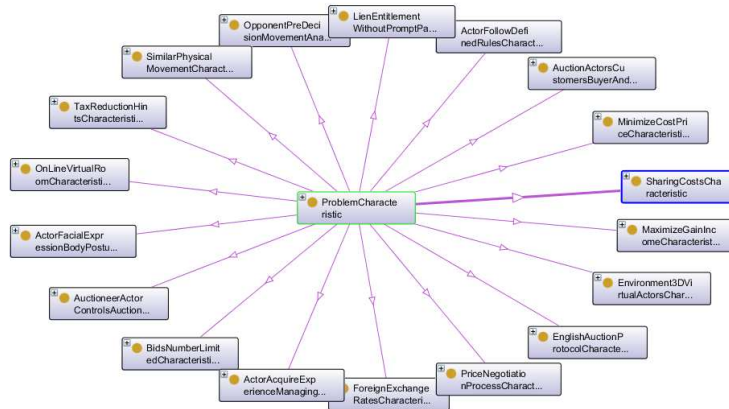 LienEntitlement
WithoutPromptPa...
OpponentPreDeci
sionMovementAna...
ActorFollowDefi
nedRulesCharact...
SimilarPhysical
MovementCharact...
AuctionActorsCu
stomersBuyerAnd...
TaxReductionHin
tsCharacteristi...
MinimizeCostPri
ceCharacteristi...
OnLineVirtualRo
omCharacteristi...
SharingCostsCha
racteristic
ProblemCharacte
ristic
ActorFacialExpr
essionBodyPostu...
MaximizeGainInc
omeCharacterist...
AuctioneerActor
ControlsAuction...
Environment3DVi
rtualActorsChar...
BidsNumberLimit
edCharacteristi...
EnglishAuctionP
rotocolCharacte...
ActorAcquireExp
erienceManaging...
ForeignExchange
RatesCharacteri...
PriceNegotiatio
nProcessCharact...